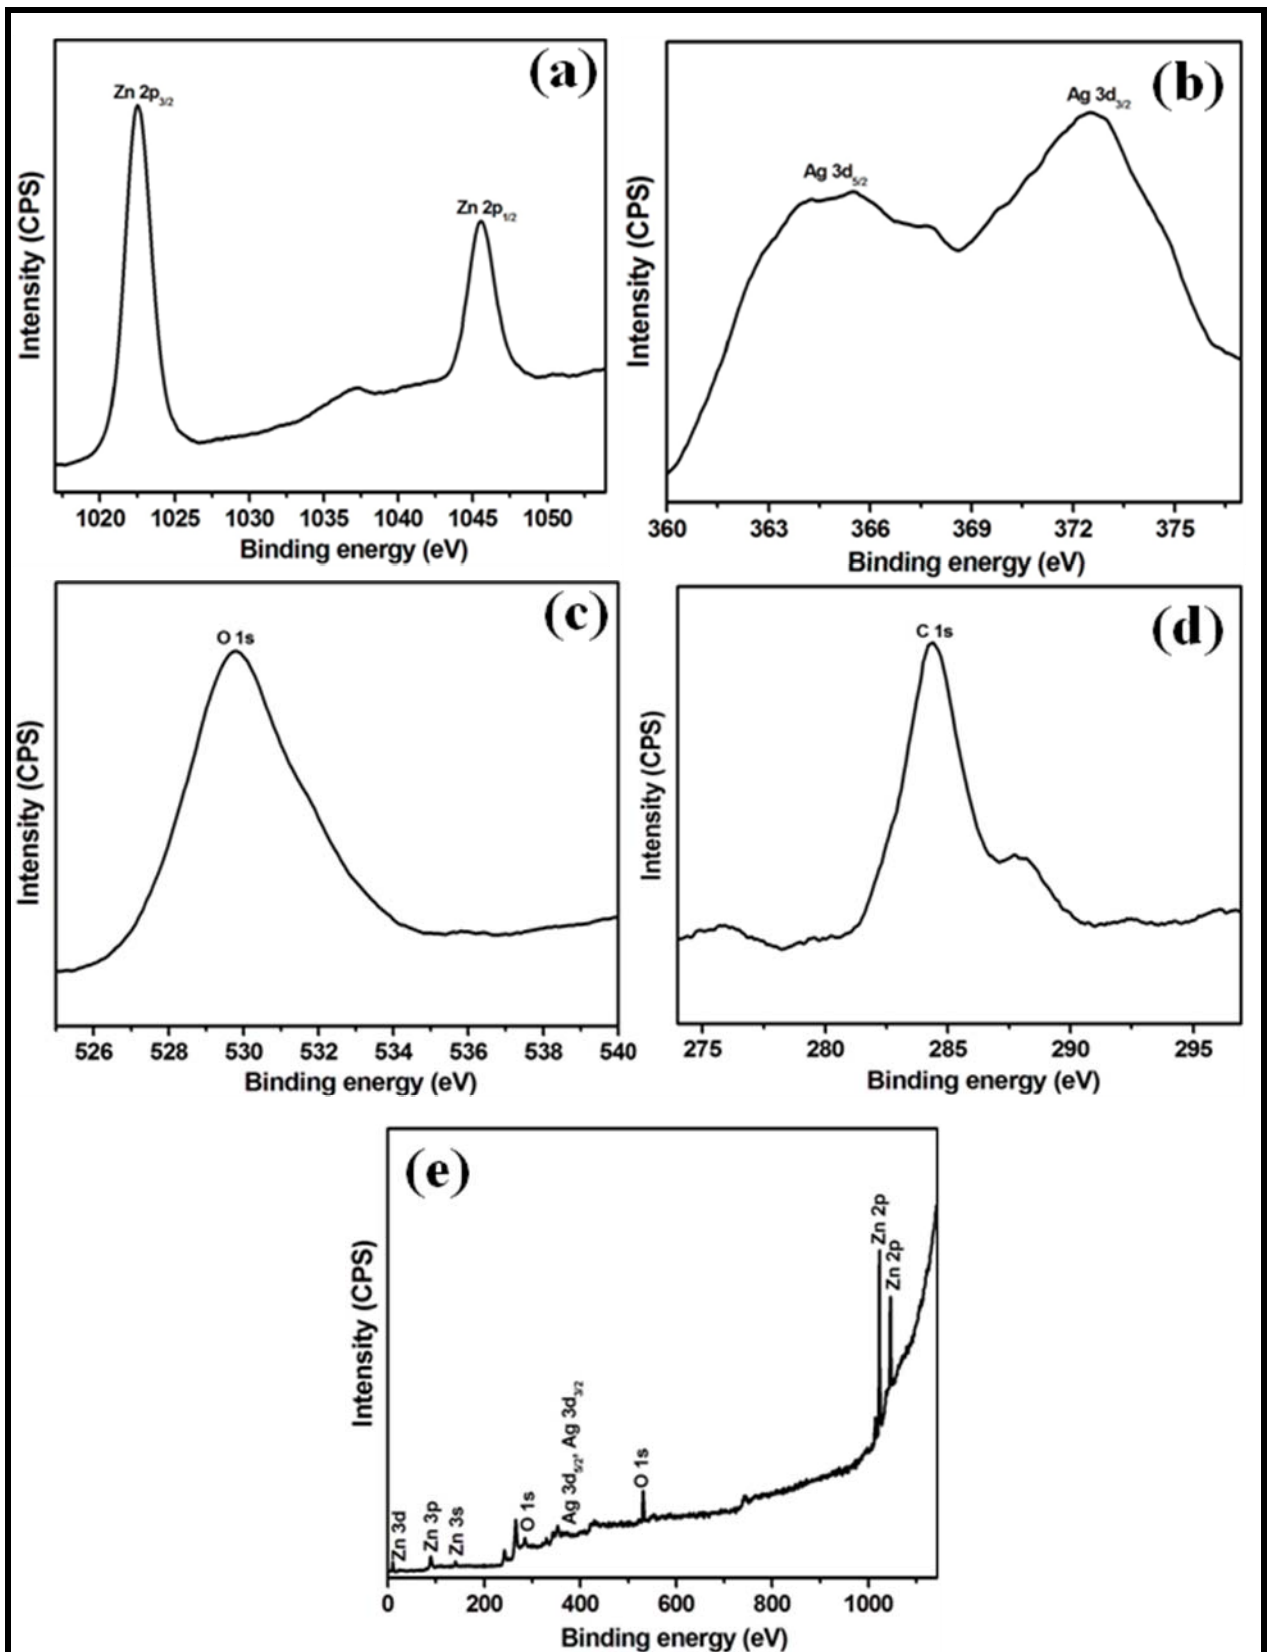 (a)
Zn 2p3/2
Zn 2p1/2
Intensity (CPS)
1020 1025 1030 1035 1040 1045 1050
Binding energy (eV)
(b)
Ag 3d5/2
Ag 3d3/2
Intensity (CPS)
360 363 366 369 372 375
Binding energy (eV)
(c)
O 1s
Intensity (CPS)
526 528 530 532 534 536 538 540
Binding energy (eV)
(d)
C 1s
Intensity (CPS)
275 280 285 290 295
Binding energy (eV)
(e)
Intensity (CPS)
Zn 3d
Zn 3p
Zn 3s
O 1s
Ag 3d5/2, Ag 3d3/2
O 1s
Zn 2p
Zn 2p
0 200 400 600 800 1000
Binding energy (eV)